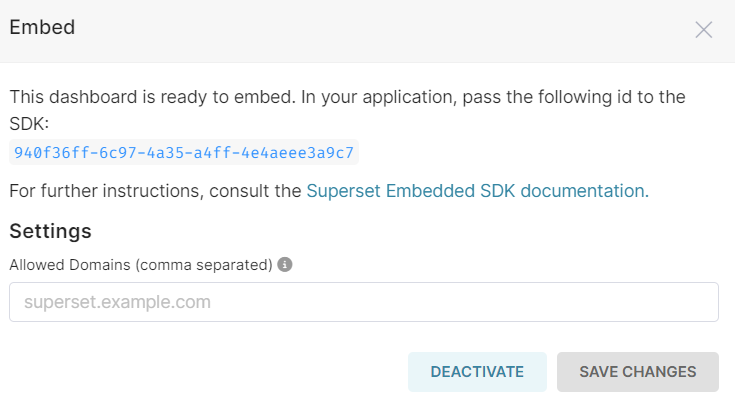 Embed
This dashboard is ready to embed. In your application, pass the following id to the
SDK:
940f36ff-6c97-4a35-a4ff-4e4aeee3a9c7
For further instructions, consult the Superset Embedded SDK documentation.
Settings
Allowed Domains (comma separated)
superset.example.com
DEACTIVATE SAVE CHANGES